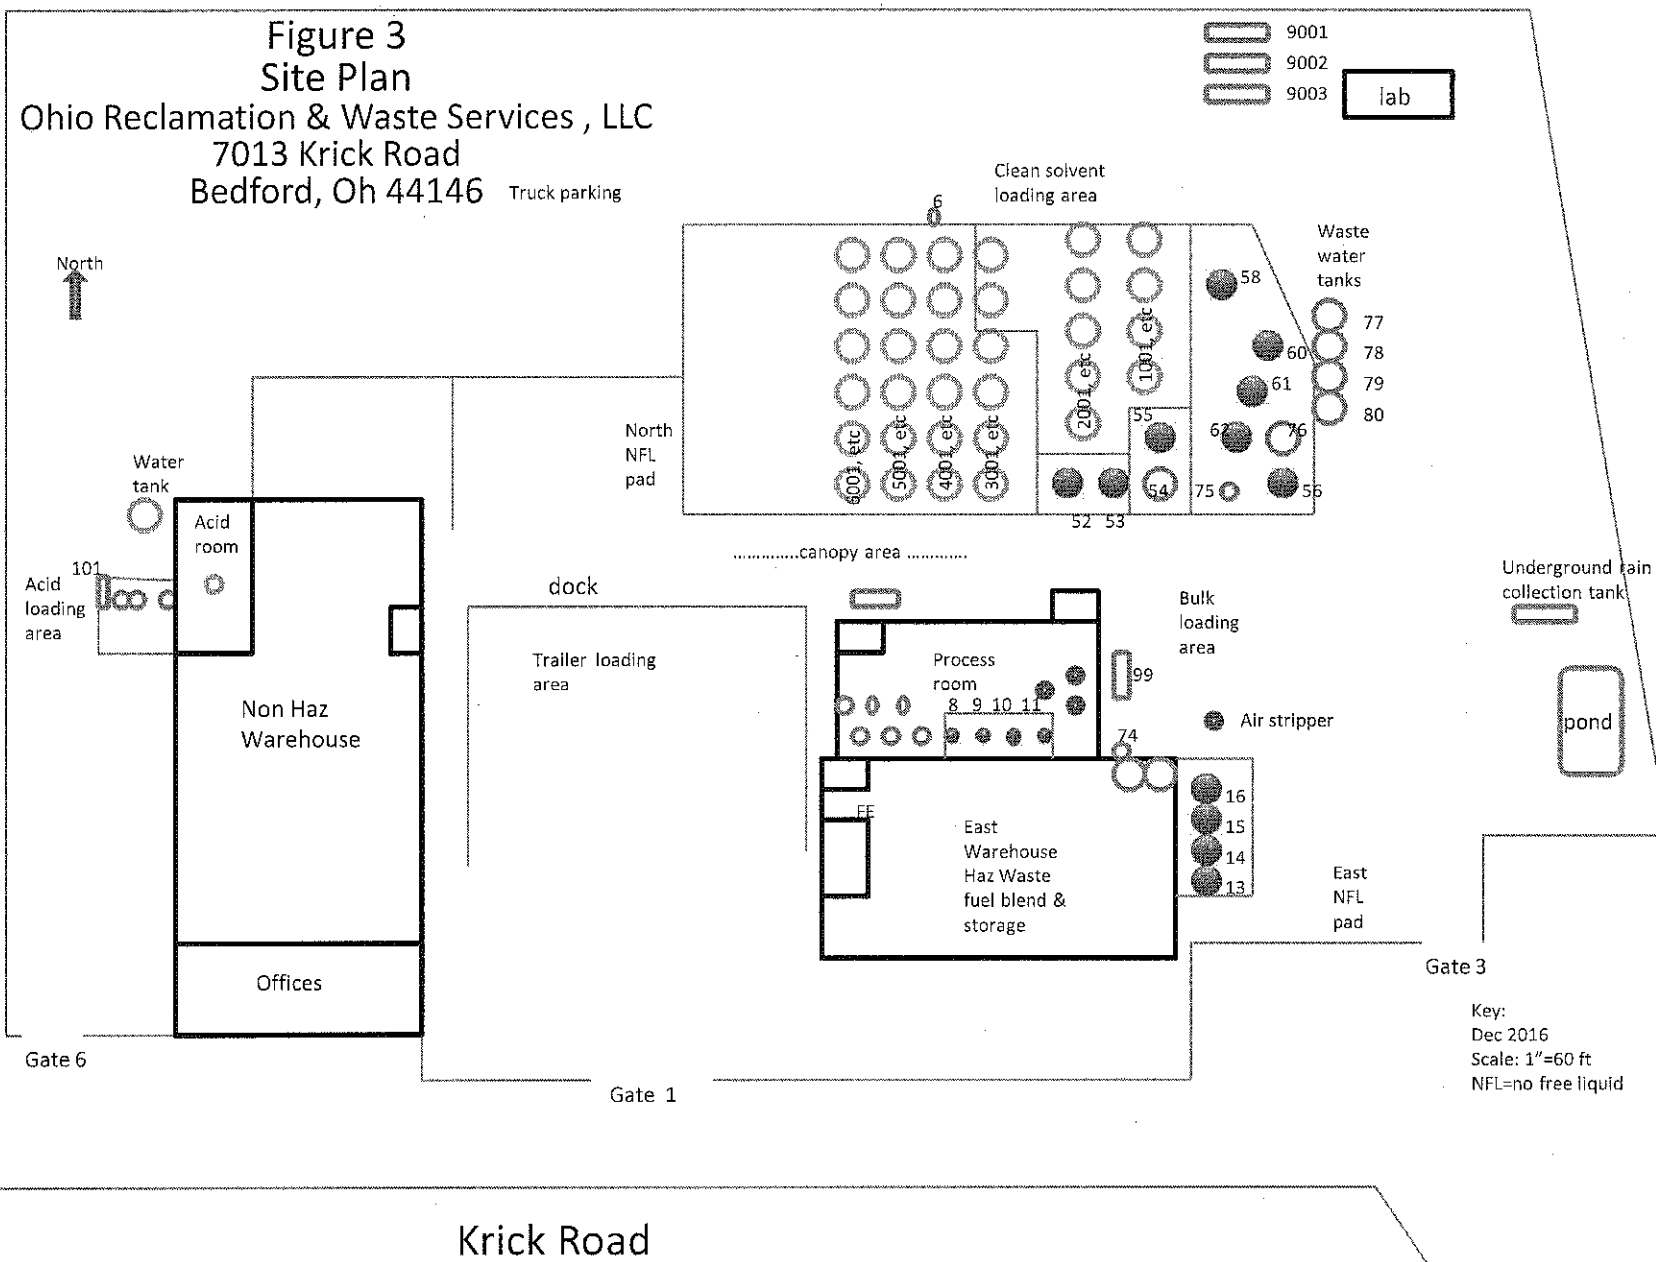 Figure 3
Site Plan
Ohio Reclamation & Waste Services , LLC
7013 Krick Road
Bedford, Oh 44146
Truck parking
9001
9002
9003
lab
Clean solvent
loading area
6
North
Waste
water
tanks
58
77
60
78
61
79
80
1001, etc
2001, etc
55
62
76
North
NFL
pad
6001, etc
5001, etc
4001, etc
3001, etc
54
75
56
52
53
Water
tank
Acid
room
101
Acid
loading
area
.............canopy area .............
dock
Underground rain
collection tank
Bulk
loading
area
Trailer loading
area
Process
room
99
8 9 10 11
Non Haz
Warehouse
74
Air stripper
pond
16
15
14
13
FE
East
Warehouse
Haz Waste
fuel blend &
storage
East
NFL
pad
Offices
Gate 3
Gate 6
Gate 1
Key:
Dec 2016
Scale: 1"=60 ft
NFL=no free liquid
Krick Road